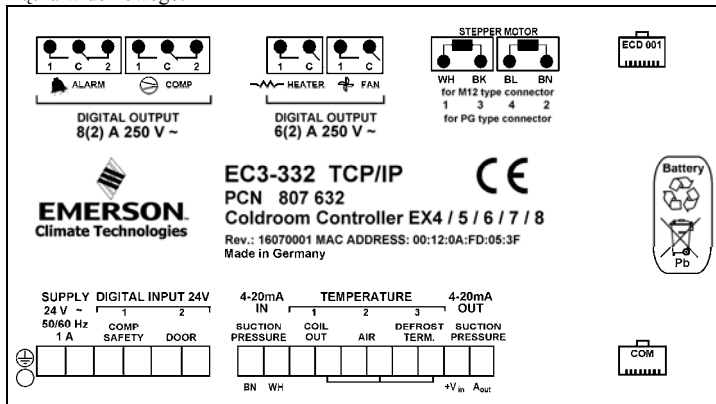 STEPPER MOTOR
ECD 001
1 C 2 1 C 2
1 C 1 C
WH BK BL BN
ALARM COMP
HEATER FAN
for M12 type connector
1 3 4 2
for PG type connector
DIGITAL OUTPUT
8(2) A 250 V ~
DIGITAL OUTPUT
6(2) A 250 V ~
EMERSON
Climate Technologies
EC3-332 TCP/IP
PCN 807 632
Coldroom Controller EX4 / 5 / 6 / 7 / 8
Rev.: 16070001 MAC ADDRESS: 00:12:0A:FD:05:3F
Made in Germany
CE
Battery
Pb
SUPPLY
24 V ~
50/60 Hz
1 A
DIGITAL INPUT 24V
1 2
COMP
SAFETY
DOOR
4-20mA
IN
SUCTION
PRESSURE
TEMPERATURE
1 2 3
COIL
OUT
AIR
DEFROST
TERM.
4-20mA
OUT
SUCTION
PRESSURE
COM
BN WH
+Vin Aout